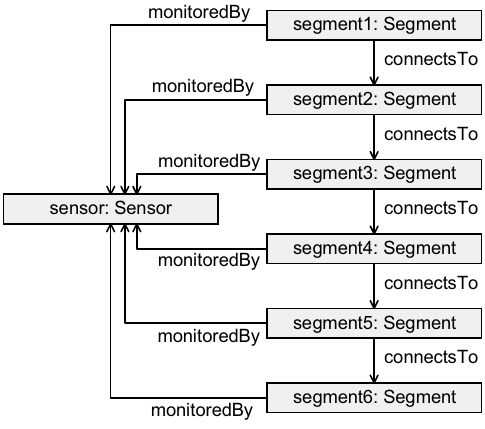 monitoredBy
segment1: Segment
connectsTo
monitoredBy
segment2: Segment
connectsTo
monitoredBy
segment3: Segment
sensor: Sensor
connectsTo
segment4: Segment
monitoredBy
connectsTo
segment5: Segment
monitoredBy
connectsTo
segment6: Segment
monitoredBy